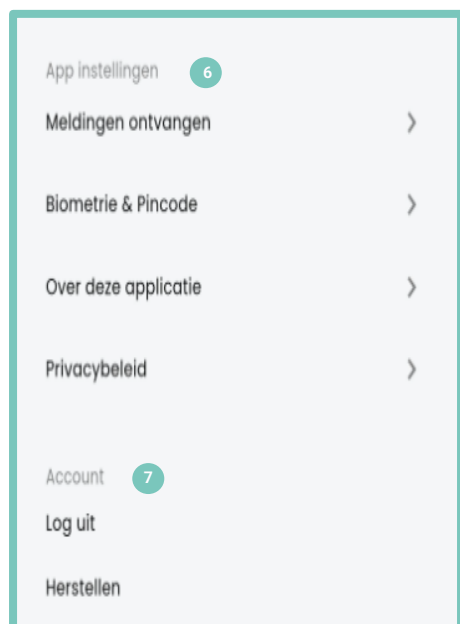 App instellingen 6
Meldingen ontvangen
Biometrie & Pincode
Over deze applicatie
Privacybeleid
Account 7
Log uit
Herstellen